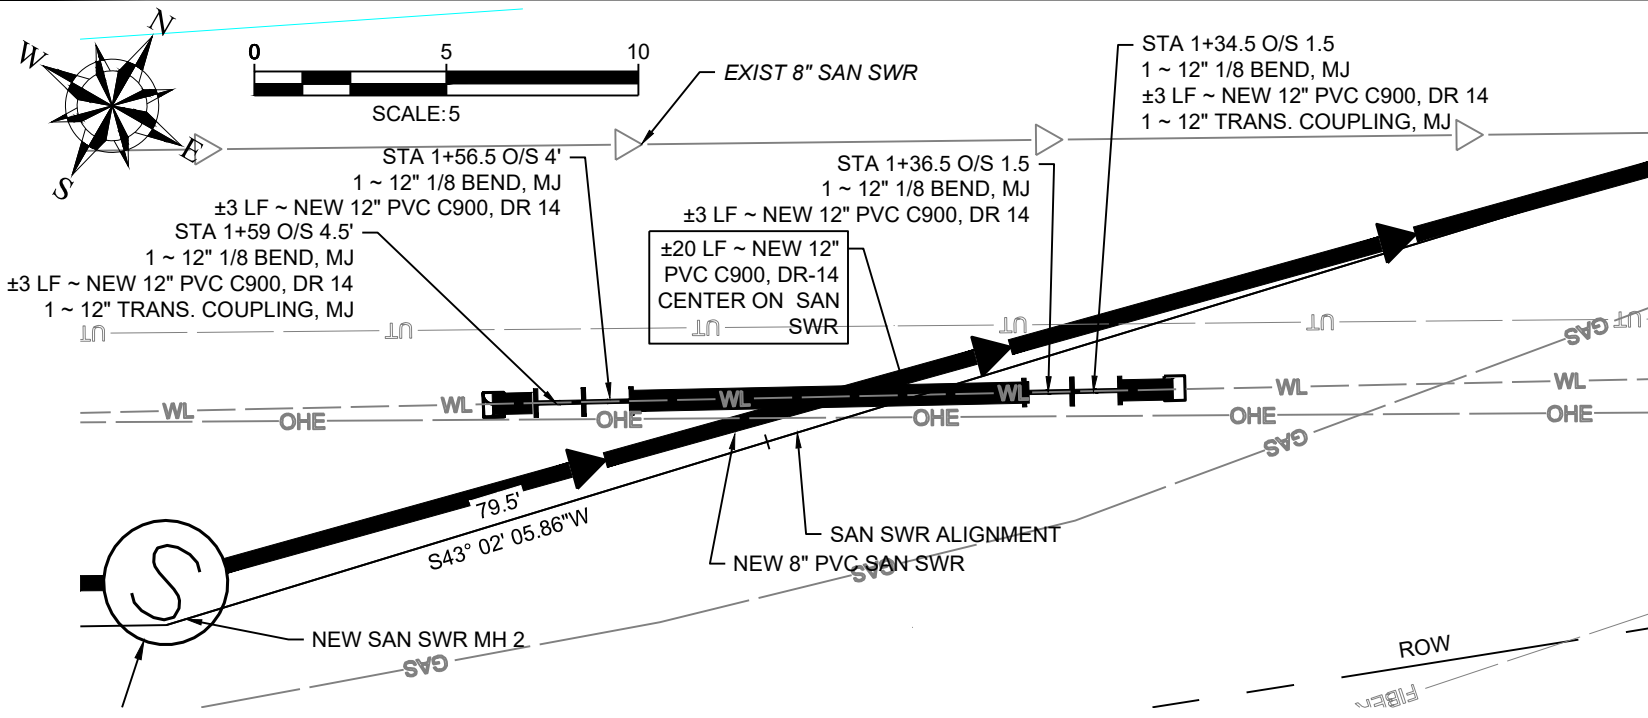 N
W
E
S
0
5
10
SCALE:5
EXIST 8" SAN SWR
STA 1+34.5 O/S 1.5
1 ~ 12" 1/8 BEND, MJ
±3 LF ~ NEW 12" PVC C900, DR 14
1 ~ 12" TRANS. COUPLING, MJ
STA 1+56.5 O/S 4'
1 ~ 12" 1/8 BEND, MJ
±3 LF ~ NEW 12" PVC C900, DR 14
STA 1+36.5 O/S 1.5
1 ~ 12" 1/8 BEND, MJ
±3 LF ~ NEW 12" PVC C900, DR 14
STA 1+59 O/S 4.5'
1 ~ 12" 1/8 BEND, MJ
±3 LF ~ NEW 12" PVC C900, DR 14
1 ~ 12" TRANS. COUPLING, MJ
±20 LF ~ NEW 12"
PVC C900, DR-14
CENTER ON SAN
SWR
UT
UT
UT
UT
UT
UT
GAS
WL
WL
WL
WL
WL
WL
OHE
OHE
OHE
OHE
OHE
GAS
79.5'
S43° 02' 05.86"W
SAN SWR ALIGNMENT
NEW 8" PVC SAN SWR
GAS
S
NEW SAN SWR MH 2
GAS
ROW
FIBER